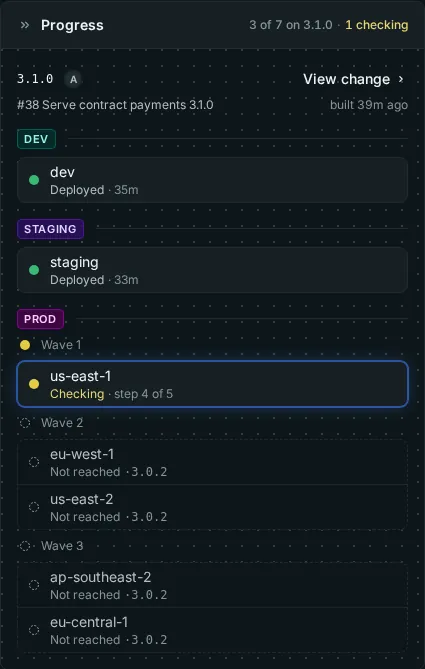 » Progress 3 of 7 on 3.1.0 · 1 checking
3.1.0 A View change ›
#38 Serve contract payments 3.1.0 built 39m ago
DEV
dev
Deployed · 35m
STAGING
staging
Deployed · 33m
PROD
Wave 1
us-east-1
Checking · step 4 of 5
Wave 2
eu-west-1
Not reached ·3.0.2
us-east-2
Not reached ·3.0.2
Wave 3
ap-southeast-2
Not reached ·3.0.2
eu-central-1
Not reached ·3.0.2